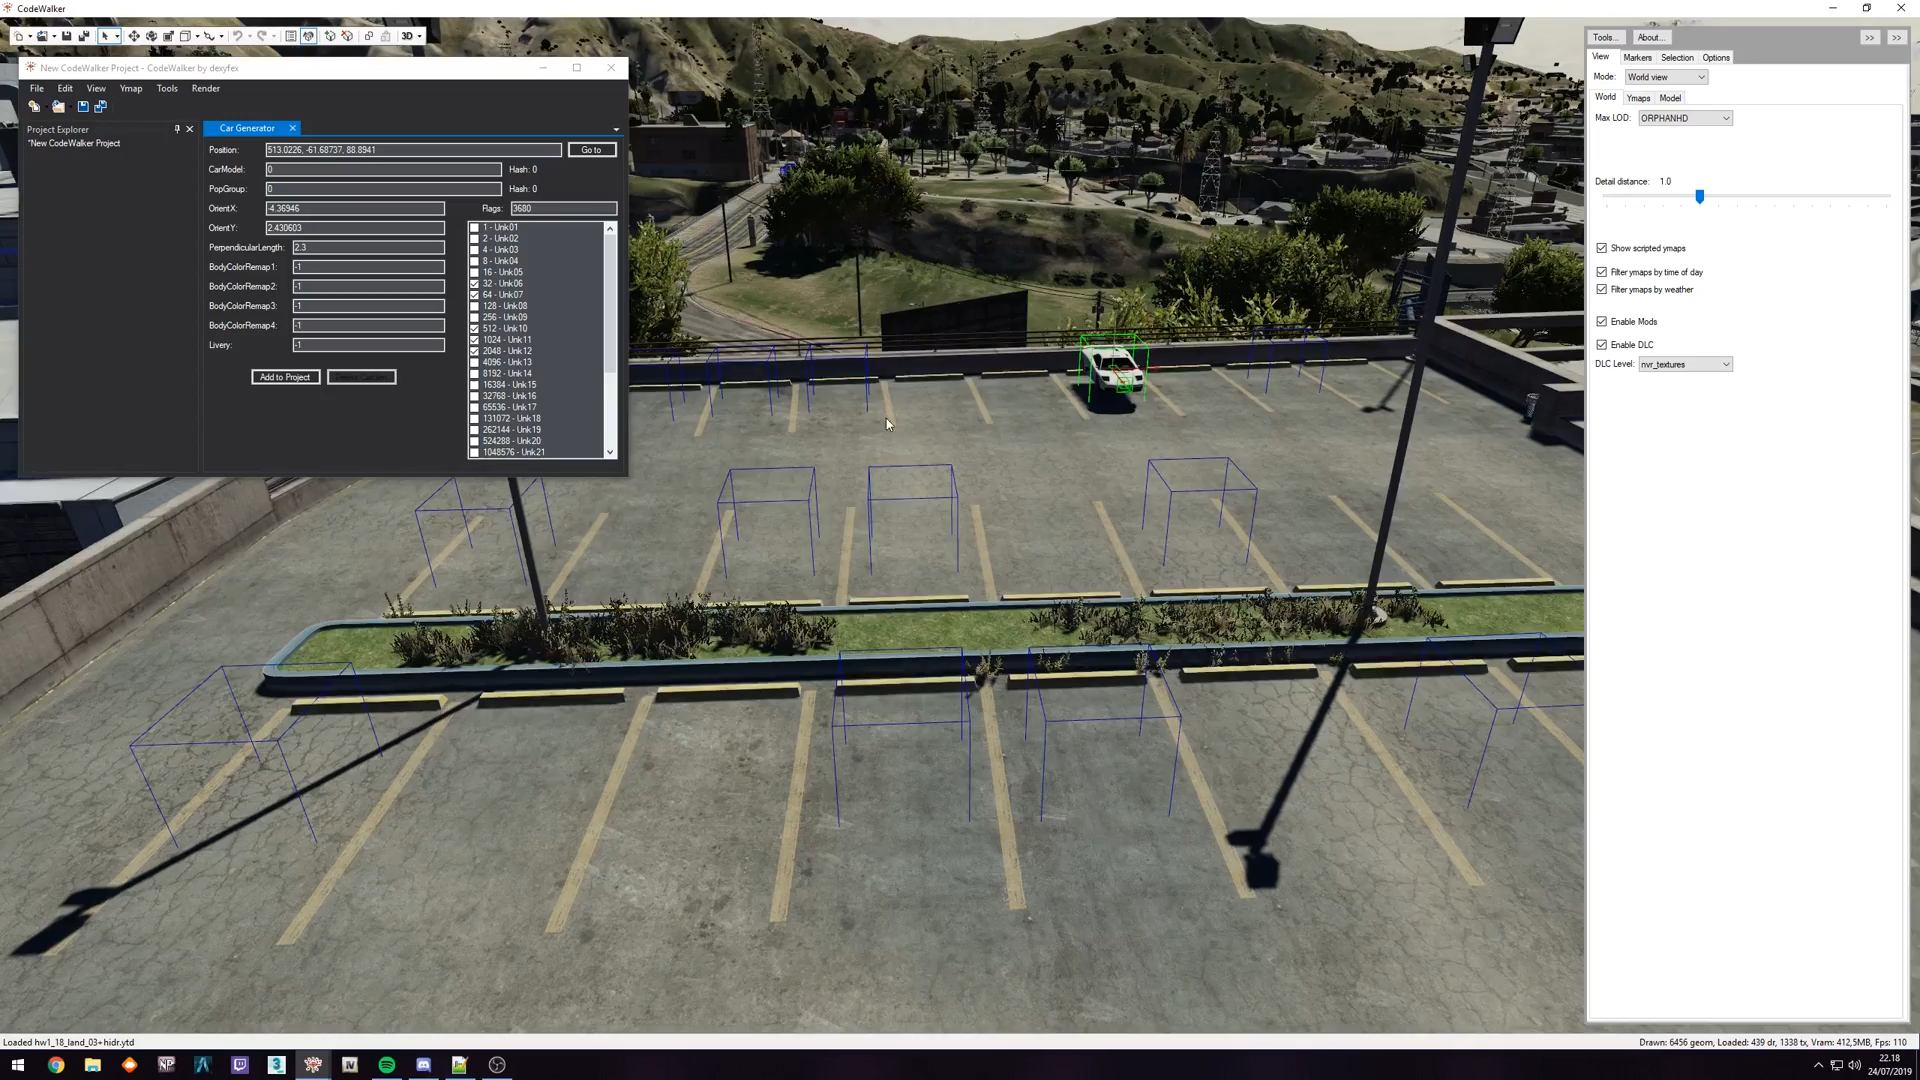 CodeWalker
3D
New CodeWalker Project - CodeWalker by dexyfex
File Edit View Ymap Tools Render
Project Explorer
*New CodeWalker Project
Car Generator
Position: 513.0226, -61.68737, 88.8941 Go to
CarModel: 0 Hash: 0
PopGroup: 0 Hash: 0
OrientX: -4.36946 Flags: 3680
OrientY: 2.430603
PerpendicularLength: 2.3
BodyColorRemap1: -1
BodyColorRemap2: -1
BodyColorRemap3: -1
BodyColorRemap4: -1
Livery: -1
Add to Project
1 - Unk01
2 - Unk02
4 - Unk03
8 - Unk04
16 - Unk05
32 - Unk06
64 - Unk07
128 - Unk08
256 - Unk09
512 - Unk10
1024 - Unk11
2048 - Unk12
4096 - Unk13
8192 - Unk14
16384 - Unk15
32768 - Unk16
65536 - Unk17
131072 - Unk18
262144 - Unk19
524288 - Unk20
1048576 - Unk21
Tools... About... >> >>
View Markers Selection Options
Mode: World view
World Ymaps Model
Max LOD: ORPHANHD
Detail distance: 1.0
Show scripted ymaps
Filter ymaps by time of day
Filter ymaps by weather
Enable Mods
Enable DLC
DLC Level: nvr_textures
Loaded hw1_18_land_03+hidr.ytd
Drawn: 6456 geom, Loaded: 439 dr, 1338 tx, Vram: 412,5MB, Fps: 110
NP 3 IV
22.18
24/07/2019